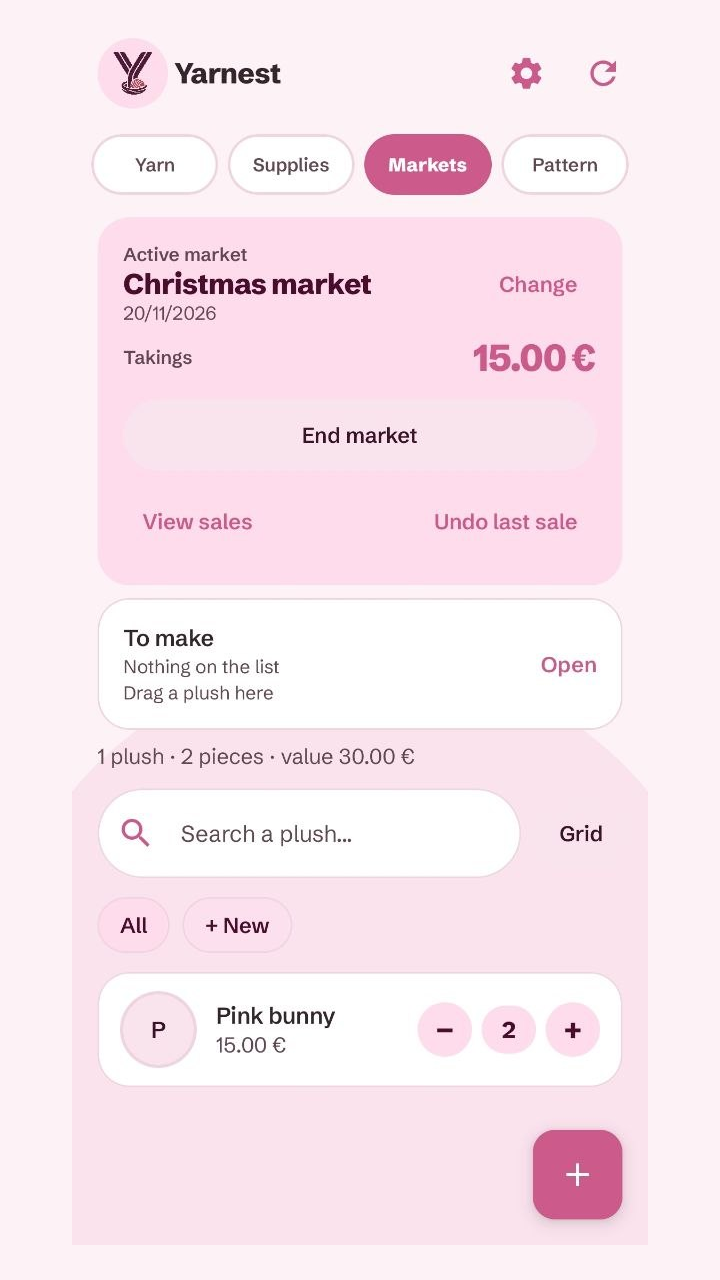 Yarnest
Yarn
Supplies
Markets
Pattern
Active market
Christmas market
Change
20/11/2026
Takings
15.00 €
End market
View sales
Undo last sale
To make
Nothing on the list
Drag a plush here
Open
1 plush · 2 pieces · value 30.00 €
Search a plush...
Grid
All
+ New
P
Pink bunny
15.00 €
− 2 +
+